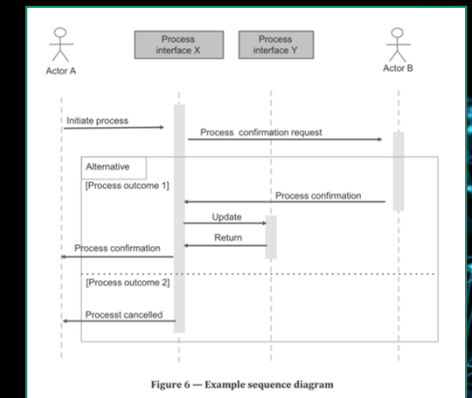 Process
interface X
Process
interface Y
Actor A
Actor B
Initiate process
Process confirmation request
Alternative
[Process outcome 1]
Process confirmation
Update
Return
Process confirmation
[Process outcome 2]
Processt cancelled
Figure 6 — Example sequence diagram